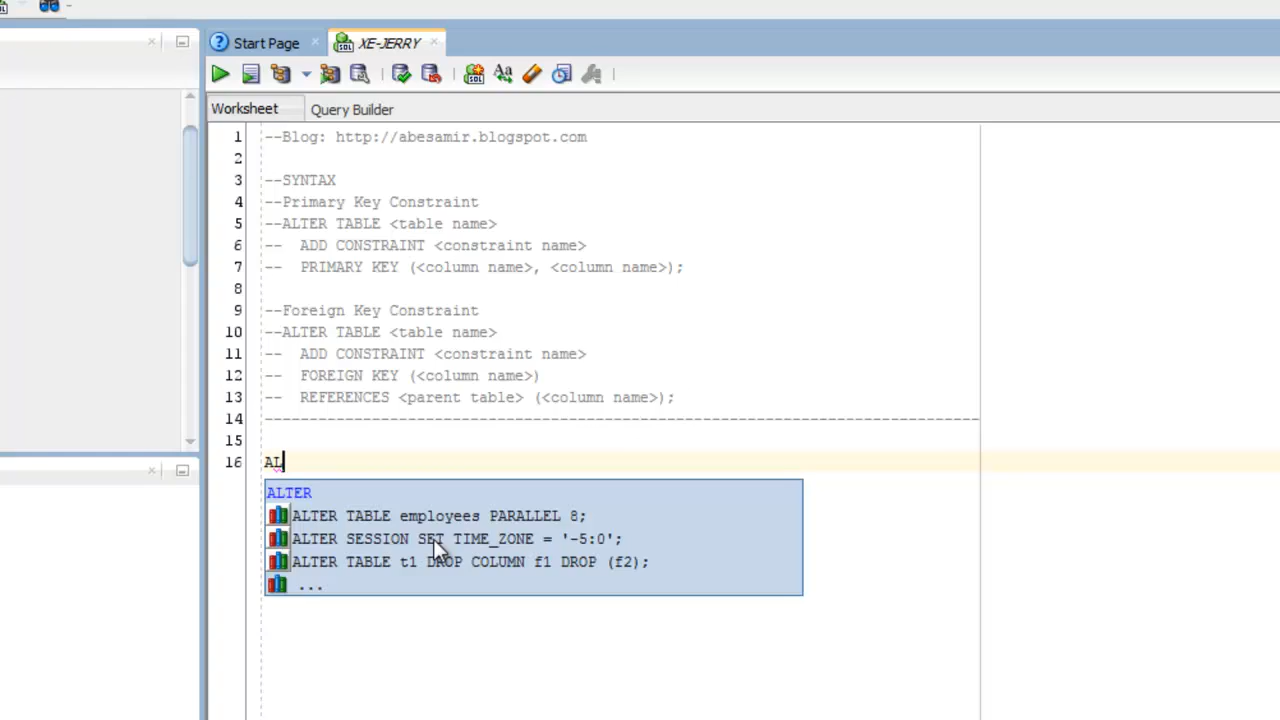 Start Page
XE-JERRY
Worksheet
Query Builder
1 --Blog: http://abesamir.blogspot.com
2
3 --SYNTAX
4 --Primary Key Constraint
5 --ALTER TABLE <table name>
6 -- ADD CONSTRAINT <constraint name>
7 -- PRIMARY KEY (<column name>, <column name>);
8
9 --Foreign Key Constraint
10 --ALTER TABLE <table name>
11 -- ADD CONSTRAINT <constraint name>
12 -- FOREIGN KEY (<column name>)
13 -- REFERENCES <parent table> (<column name>);
14 --------------------------------------------------------------------------------
15
16 AL
ALTER
ALTER TABLE employees PARALLEL 8;
ALTER SESSION SET TIME_ZONE = '-5:0';
ALTER TABLE t1 DROP COLUMN f1 DROP (f2);
...